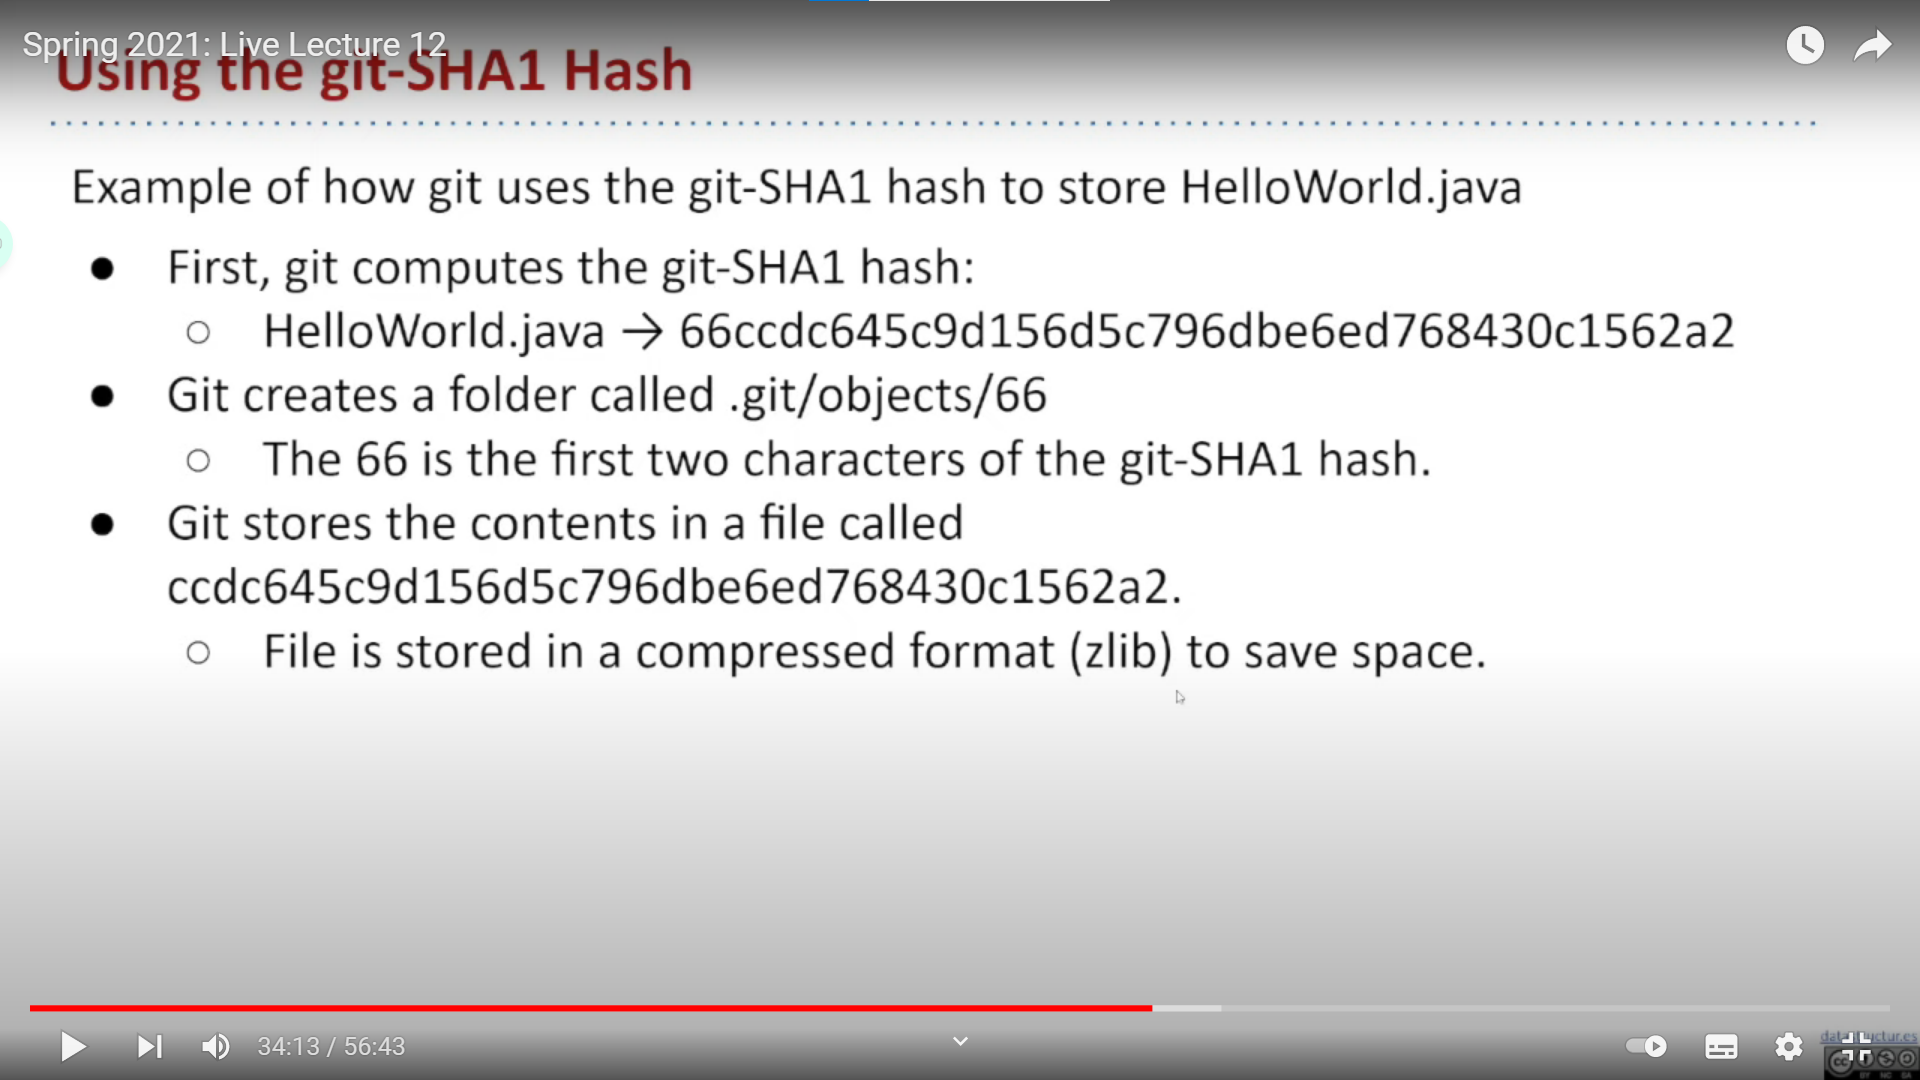 Spring 2021: Live Lecture 12
Using the git-SHA1 Hash
Example of how git uses the git-SHA1 hash to store HelloWorld.java
● First, git computes the git-SHA1 hash:
○ HelloWorld.java → 66ccdc645c9d156d5c796dbe6ed768430c1562a2
● Git creates a folder called .git/objects/66
○ The 66 is the first two characters of the git-SHA1 hash.
● Git stores the contents in a file called
ccdc645c9d156d5c796dbe6ed768430c1562a2.
○ File is stored in a compressed format (zlib) to save space.
34:13 / 56:43